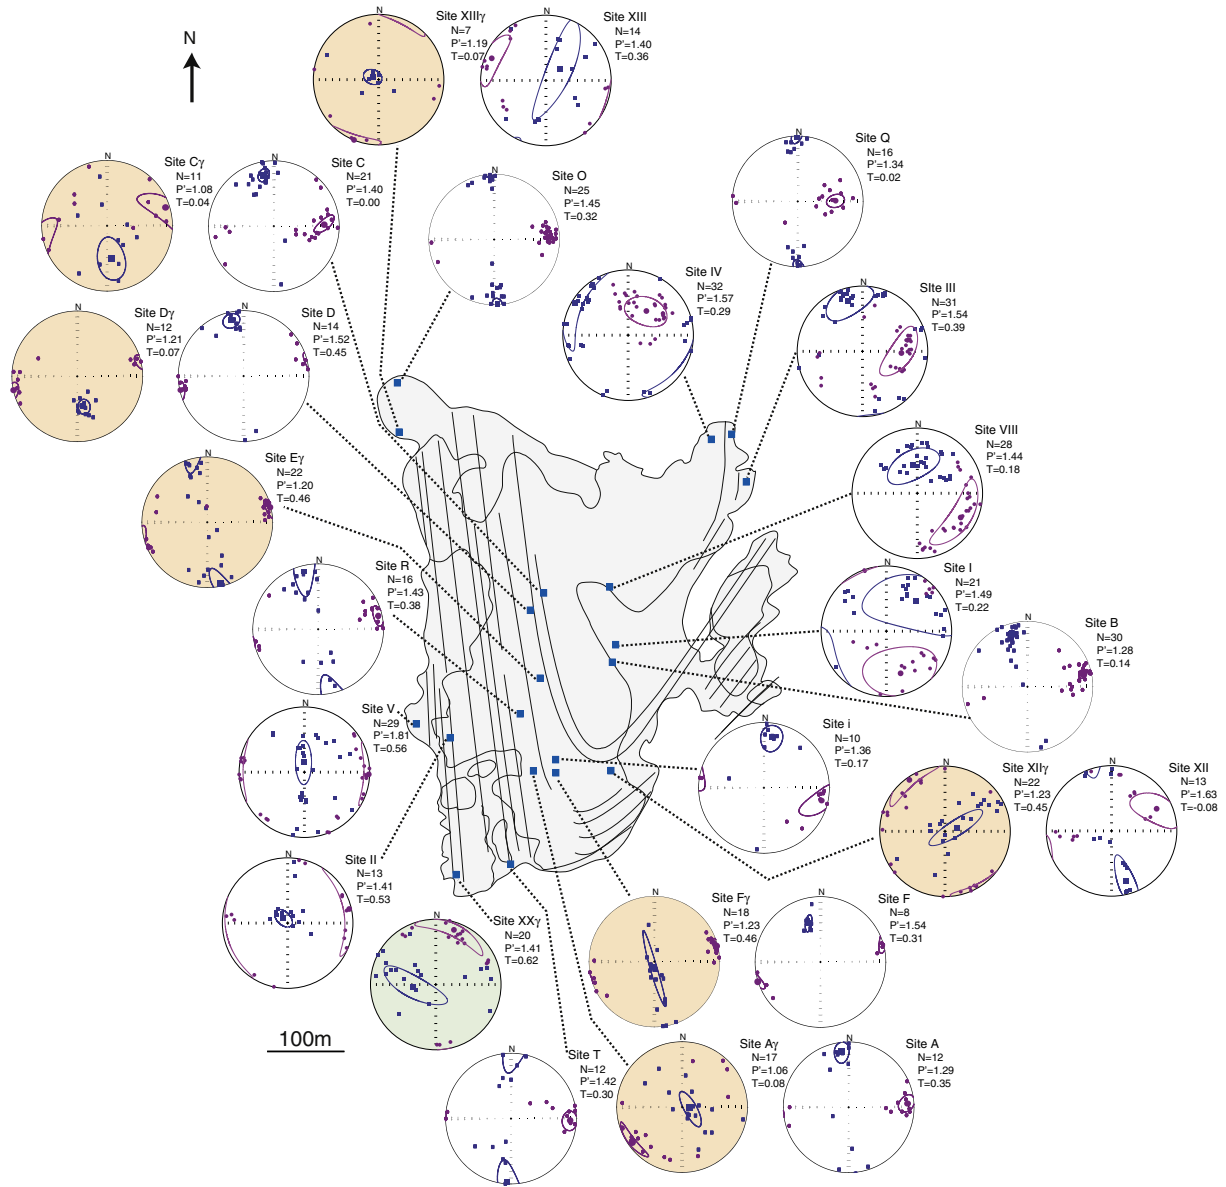 N
N
Site XIIIγ
N=7
P'=1.19
T=0.07
Site XIII
N=14
P'=1.40
T=0.36
N
Site Cγ
N=11
P'=1.08
T=0.04
N
Site C
N=21
P'=1.40
T=0.00
N
Site O
N=25
P'=1.45
T=0.32
N
Site Q
N=16
P'=1.34
T=0.02
N
Site IV
N=32
P'=1.57
T=0.29
N
SIte III
N=31
P'=1.54
T=0.39
N
Site Dγ
N=12
P'=1.21
T=0.07
N
Site D
N=14
P'=1.52
T=0.45
N
Site VIII
N=28
P'=1.44
T=0.18
N
Site Eγ
N=22
P'=1.20
T=0.46
N
Site R
N=16
P'=1.43
T=0.38
N
Site I
N=21
P'=1.49
T=0.22
N
Site B
N=30
P'=1.28
T=0.14
N
Site V
N=29
P'=1.81
T=0.56
N
Site i
N=10
P'=1.36
T=0.17
N
Site XIIγ
N=22
P'=1.23
T=0.45
N
Site XII
N=13
P'=1.63
T=-0.08
N
Site II
N=13
P'=1.41
T=0.53
N
Site XXγ
N=20
P'=1.41
T=0.62
N
Site Fγ
N=18
P'=1.23
T=0.46
N
Site F
N=8
P'=1.54
T=0.31
100m
N
Site T
N=12
P'=1.42
T=0.30
N
Site Aγ
N=17
P'=1.06
T=0.08
N
Site A
N=12
P'=1.29
T=0.35